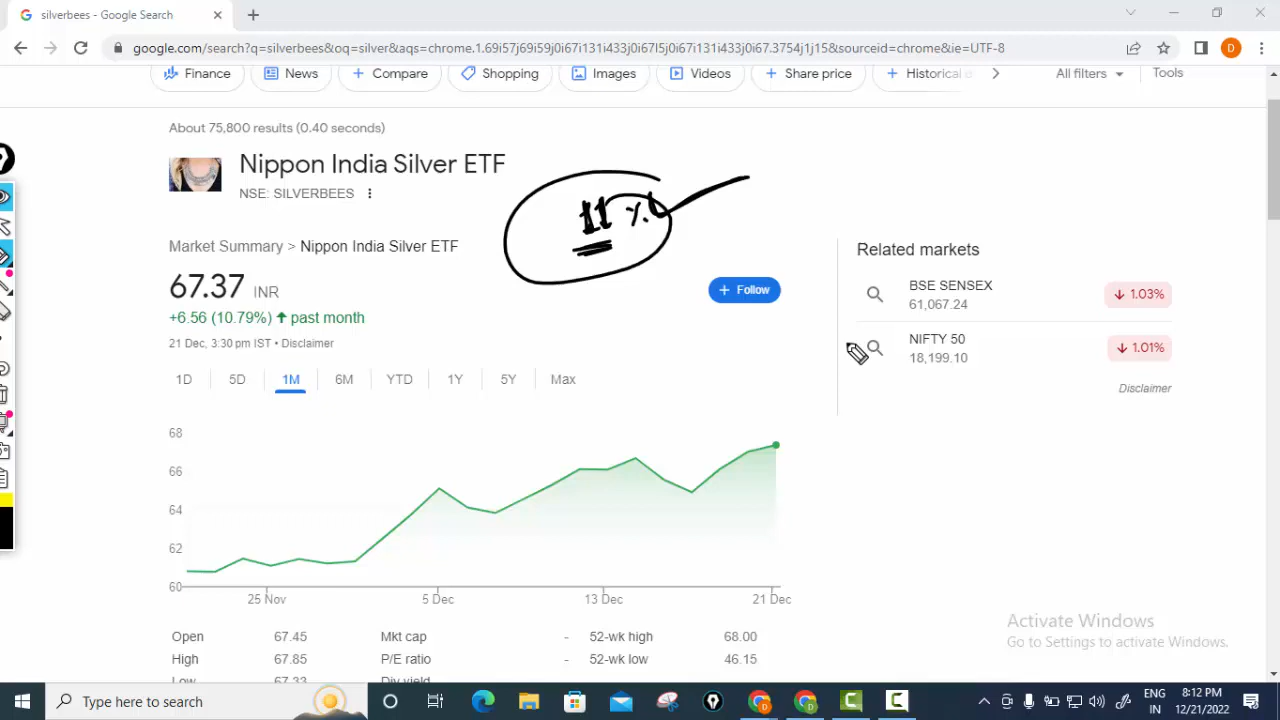 silverbees - Google Search
google.com/search?q=silverbees&oq=silver&aqs=chrome.1.69i57j69i59j0i67i131i433j0i67l5j0i67i131i433j0i67.3754j1j15&sourceid=chrome&ie=UTF-8
D
Finance
News
+ Compare
Shopping
Images
Videos
+ Share price
+ Historical
All filters
Tools
About 75,800 results (0.40 seconds)
Nippon India Silver ETF
NSE: SILVERBEES
11 %
Market Summary > Nippon India Silver ETF
67.37 INR
+ Follow
+6.56 (10.79%) ↑ past month
21 Dec, 3:30 pm IST • Disclaimer
1D 5D 1M 6M YTD 1Y 5Y Max
68
66
64
62
60
25 Nov 5 Dec 13 Dec 21 Dec
Open 67.45 Mkt cap - 52-wk high 68.00
High 67.85 P/E ratio - 52-wk low 46.15
Low 67.33 Div yield
Related markets
BSE SENSEX
61,067.24
↓ 1.03%
NIFTY 50
18,199.10
↓ 1.01%
Disclaimer
Activate Windows
Go to Settings to activate Windows.
Type here to search
ENG
IN
8:12 PM
12/21/2022